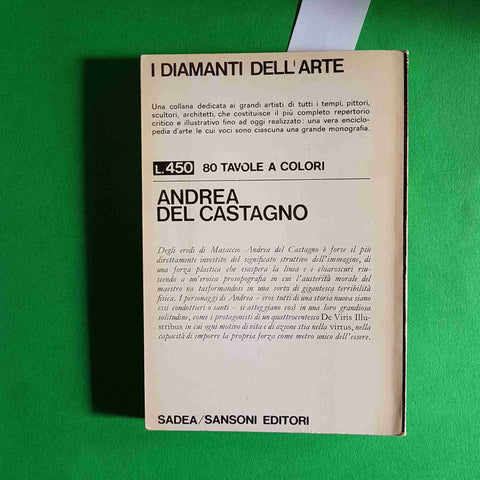 I DIAMANTI DELL'ARTE
Una collana dedicata ai grandi artisti di tutti i tempi, pittori,
scultori, architetti, che costituisce il più completo repertorio
critico e illustrativo fino ad oggi realizzato: una vera enciclo-
pedia d'arte le cui voci sono ciascuna una grande monografia.
L.450 80 TAVOLE A COLORI
ANDREA
DEL CASTAGNO
Degli eredi di Masaccio Andrea del Castagno è forse il più
direttamente investito del significato struttivo dell'immagine, di
una forza plastica che esaspera la linea e i chiaroscuri riu-
scendo a un'eroica prosopografia in cui l'austerità morale del
maestro va tasformandosi in una sorta di gigantesca terribilità
fisica. I personaggi di Andrea – eroi tutti di una storia nuova siano
essi condottieri o santi – si atteggiano così in una loro grandiosa
solitudine, come i protagonisti di un quattrocentesco De Viris Illu-
stribus in cui ogni motivo di vita e di azione stia nella virtus, nella
capacità di imporre la propria forza come metro unico dell'essere.
SADEA/SANSONI EDITORI